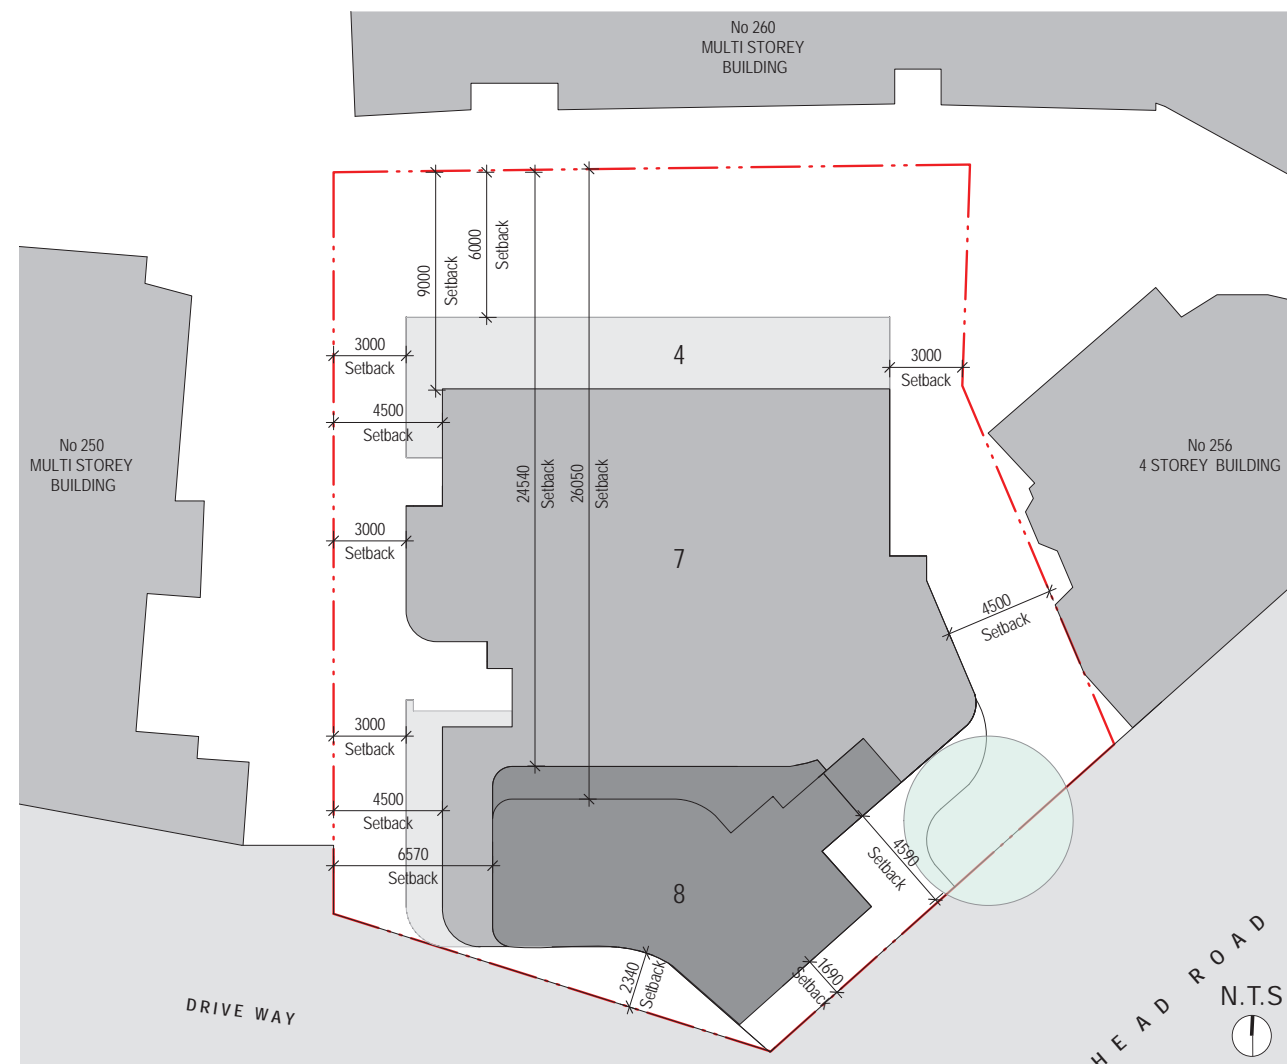 No 260
MULTI STOREY
BUILDING
9000
Setback
6000
Setback
3000
Setback
4
3000
Setback
4500
Setback
No 250
MULTI STOREY
BUILDING
24540
Setback
26050
Setback
No 256
4 STOREY BUILDING
3000
Setback
7
4500
Setback
3000
Setback
4500
Setback
6570
Setback
4590
Setback
8
2340
Setback
1690
Setback
DRIVE WAY
HEAD ROAD
N.T.S